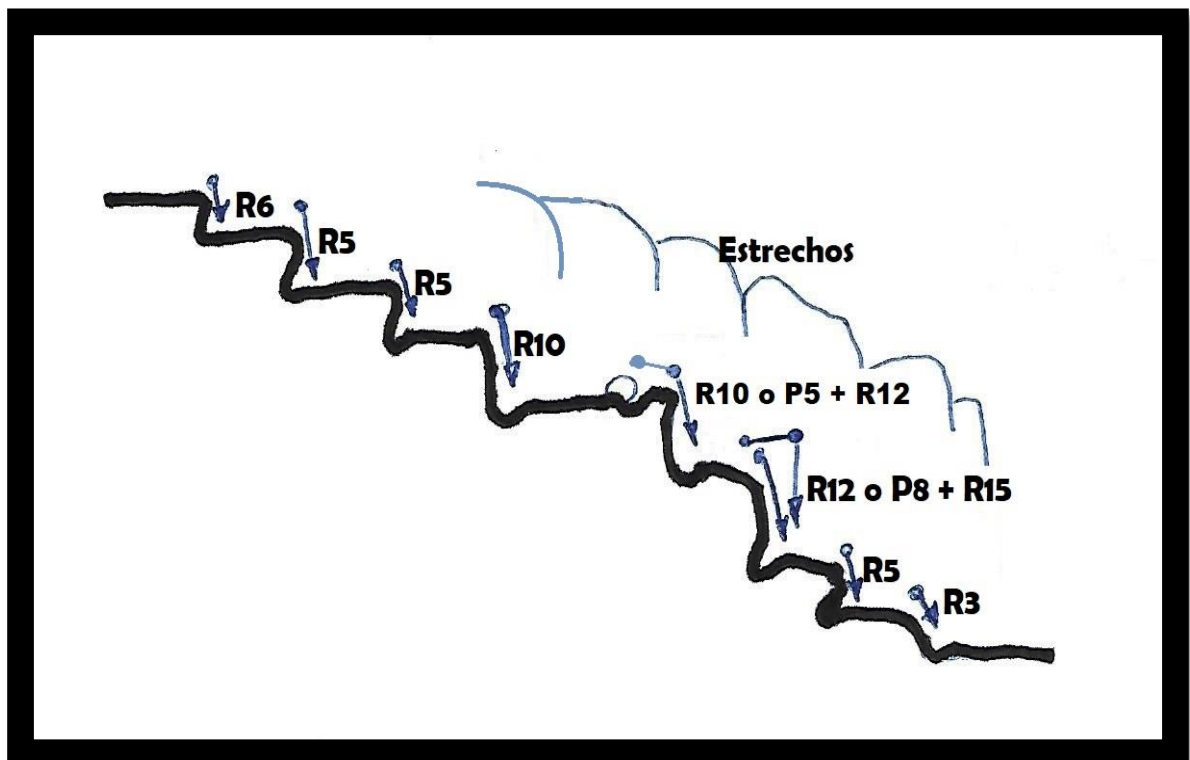 R6
R5
Estrechos
R5
R10
R10 o P5 + R12
R12 o P8 + R15
R5
R3